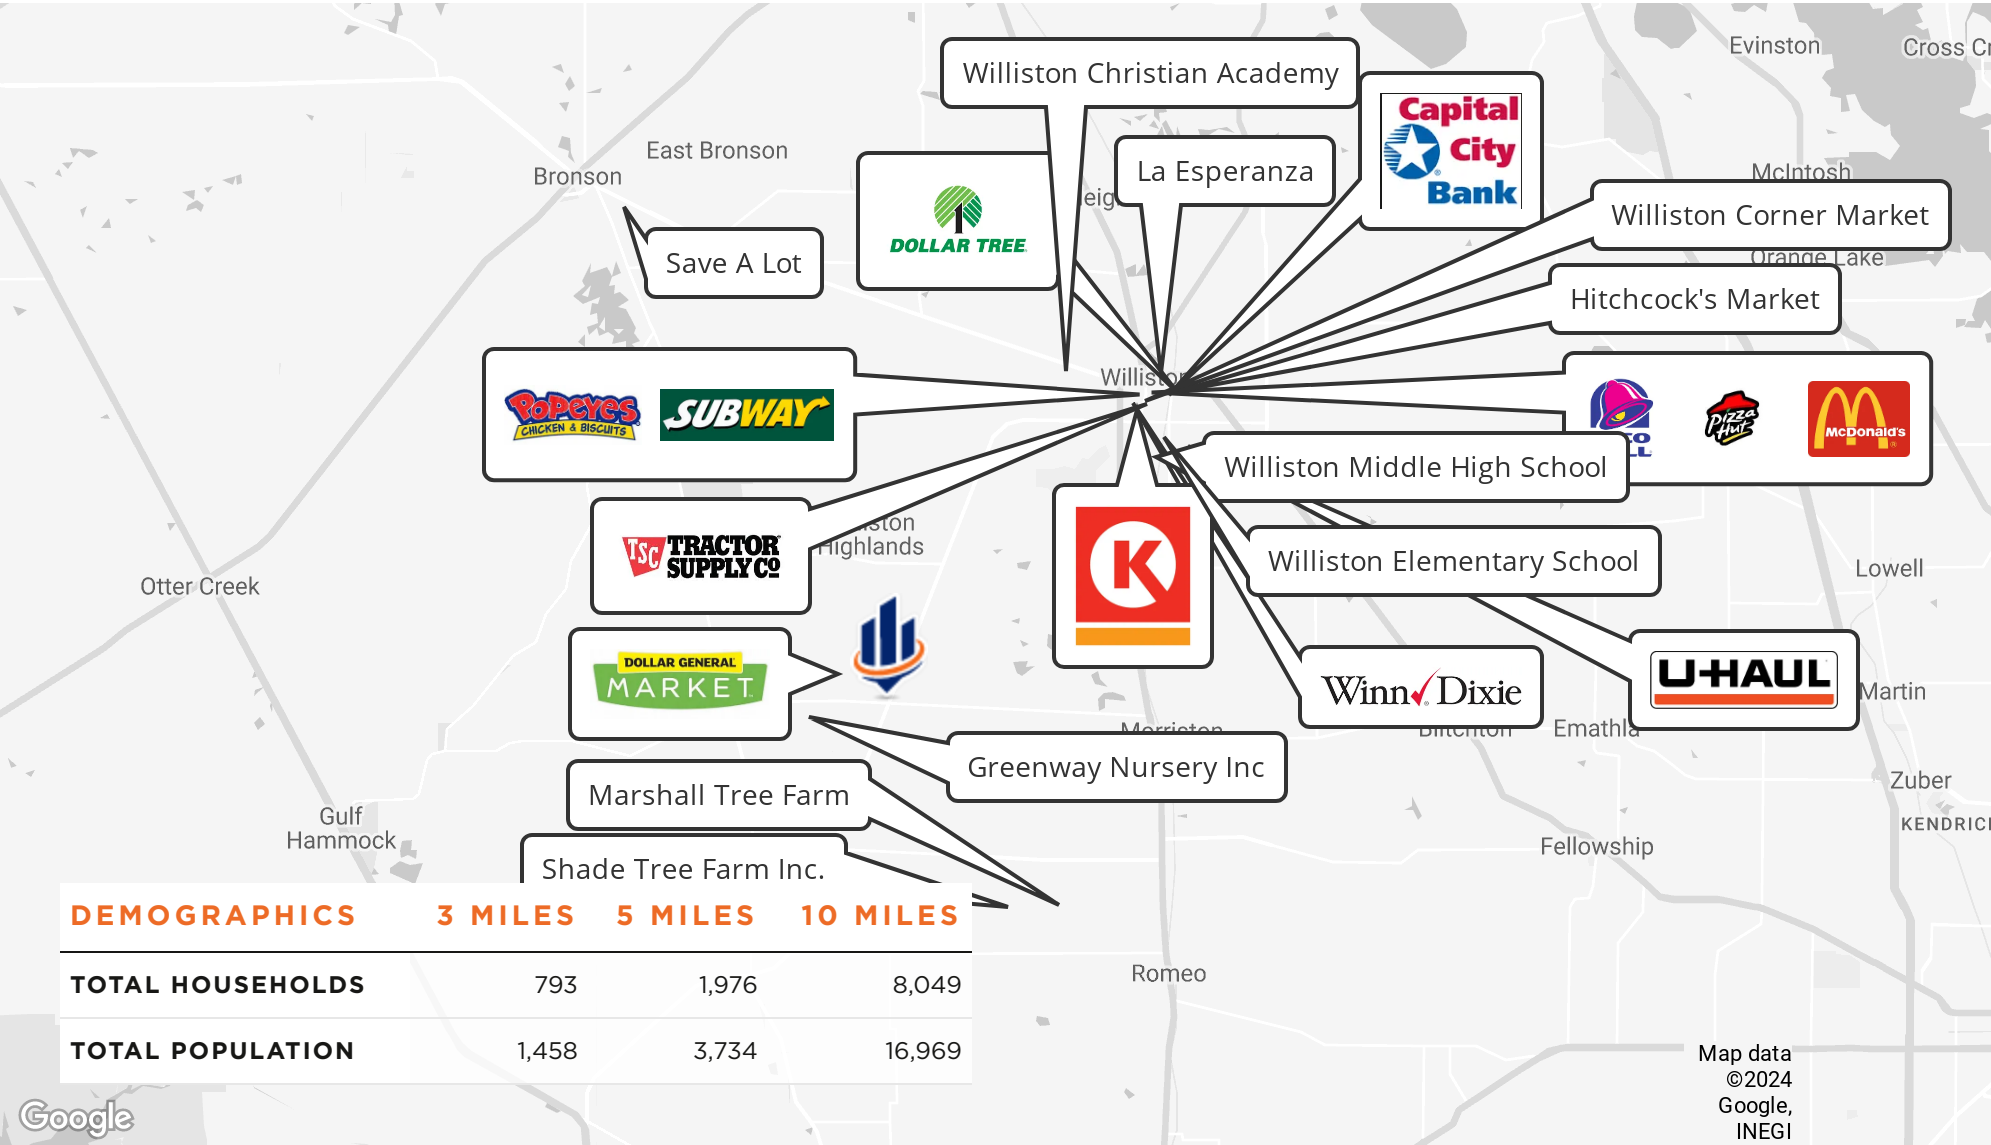 Evinston
Cross Cr
Williston Christian Academy
Capital
City
Bank
East Bronson
Bronson
La Esperanza
McIntosh
Williston Corner Market
DOLLAR TREE
Save A Lot
Orange Lake
Hitchcock's Market
Williston
POPEYES
CHICKEN & BISCUITS
SUBWAY
Pizza
Hut
McDonald's
Williston Middle High School
TSC TRACTOR
SUPPLY CO
Highlands
K
Williston Elementary School
Lowell
Otter Creek
DOLLAR GENERAL
MARKET
Winn Dixie
U-HAUL
Martin
Morriston
Blitchton
Emathla
Greenway Nursery Inc
Marshall Tree Farm
Zuber
Gulf
Hammock
KENDRIC
Fellowship
Shade Tree Farm Inc.
DEMOGRAPHICS 3 MILES 5 MILES 10 MILES
TOTAL HOUSEHOLDS 793 1,976 8,049
TOTAL POPULATION 1,458 3,734 16,969
Romeo
Map data
©2024
Google,
INEGI
Google